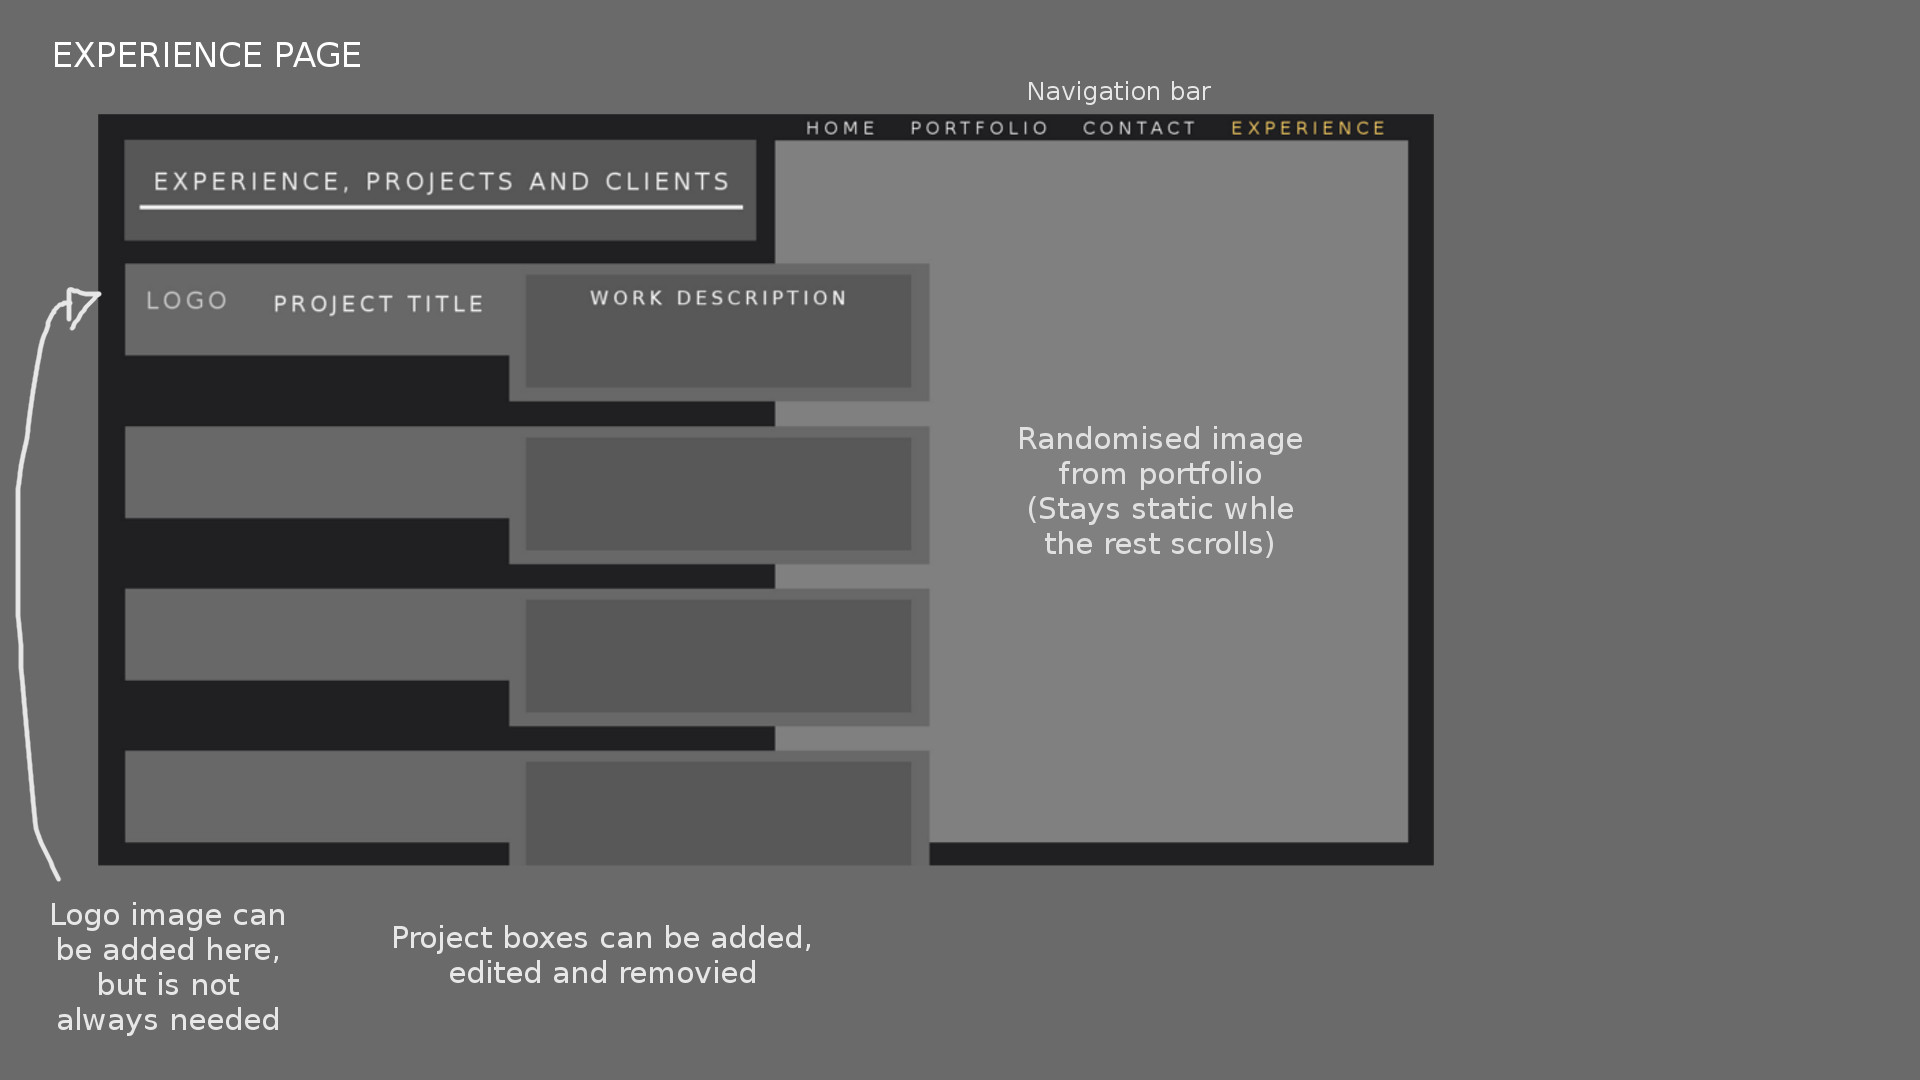 EXPERIENCE PAGE
Navigation bar
HOME PORTFOLIO CONTACT EXPERIENCE
EXPERIENCE, PROJECTS AND CLIENTS
LOGO
PROJECT TITLE
WORK DESCRIPTION
Randomised image
from portfolio
(Stays static whle
the rest scrolls)
Logo image can
be added here,
but is not
always needed
Project boxes can be added,
edited and removied